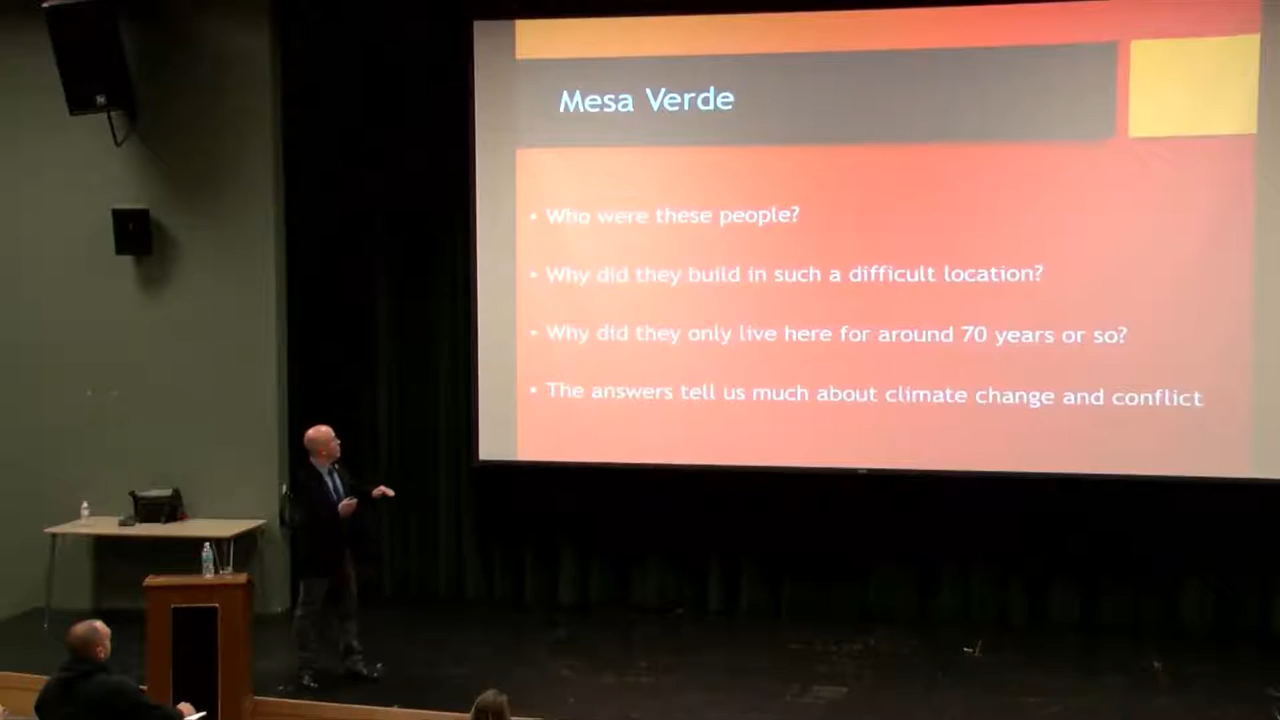 Mesa Verde
• Who were these people?
• Why did they build in such a difficult location?
• Why did they only live here for around 70 years or so?
• The answers tell us much about climate change and conflict